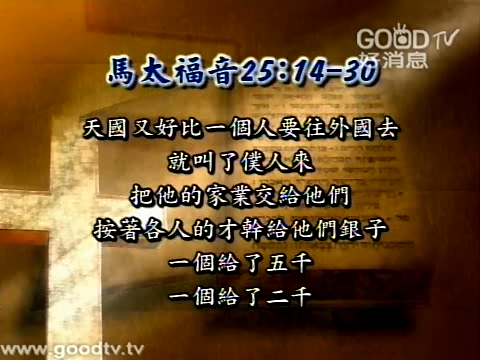 GOOD TV
好消息
馬太福音25:14-30
天國又好比一個人要往外國去
就叫了僕人來
把他的家業交給他們
按著各人的才幹給他們銀子
一個給了五千
一個給了二千
www.goodtv.tv